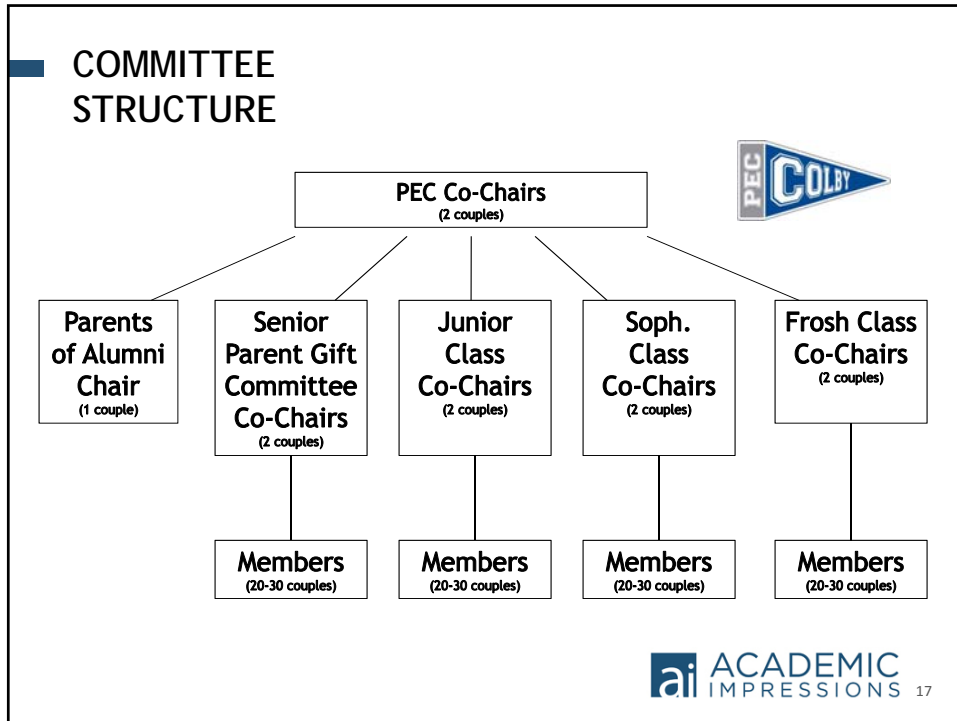 COMMITTEE
STRUCTURE
PEC
COLBY
PEC Co-Chairs
(2 couples)
Parents
of Alumni
Chair
(1 couple)
Senior
Parent Gift
Committee
Co-Chairs
(2 couples)
Junior
Class
Co-Chairs
(2 couples)
Soph.
Class
Co-Chairs
(2 couples)
Frosh Class
Co-Chairs
(2 couples)
Members
(20-30 couples)
Members
(20-30 couples)
Members
(20-30 couples)
Members
(20-30 couples)
ai ACADEMIC
IMPRESSIONS
17